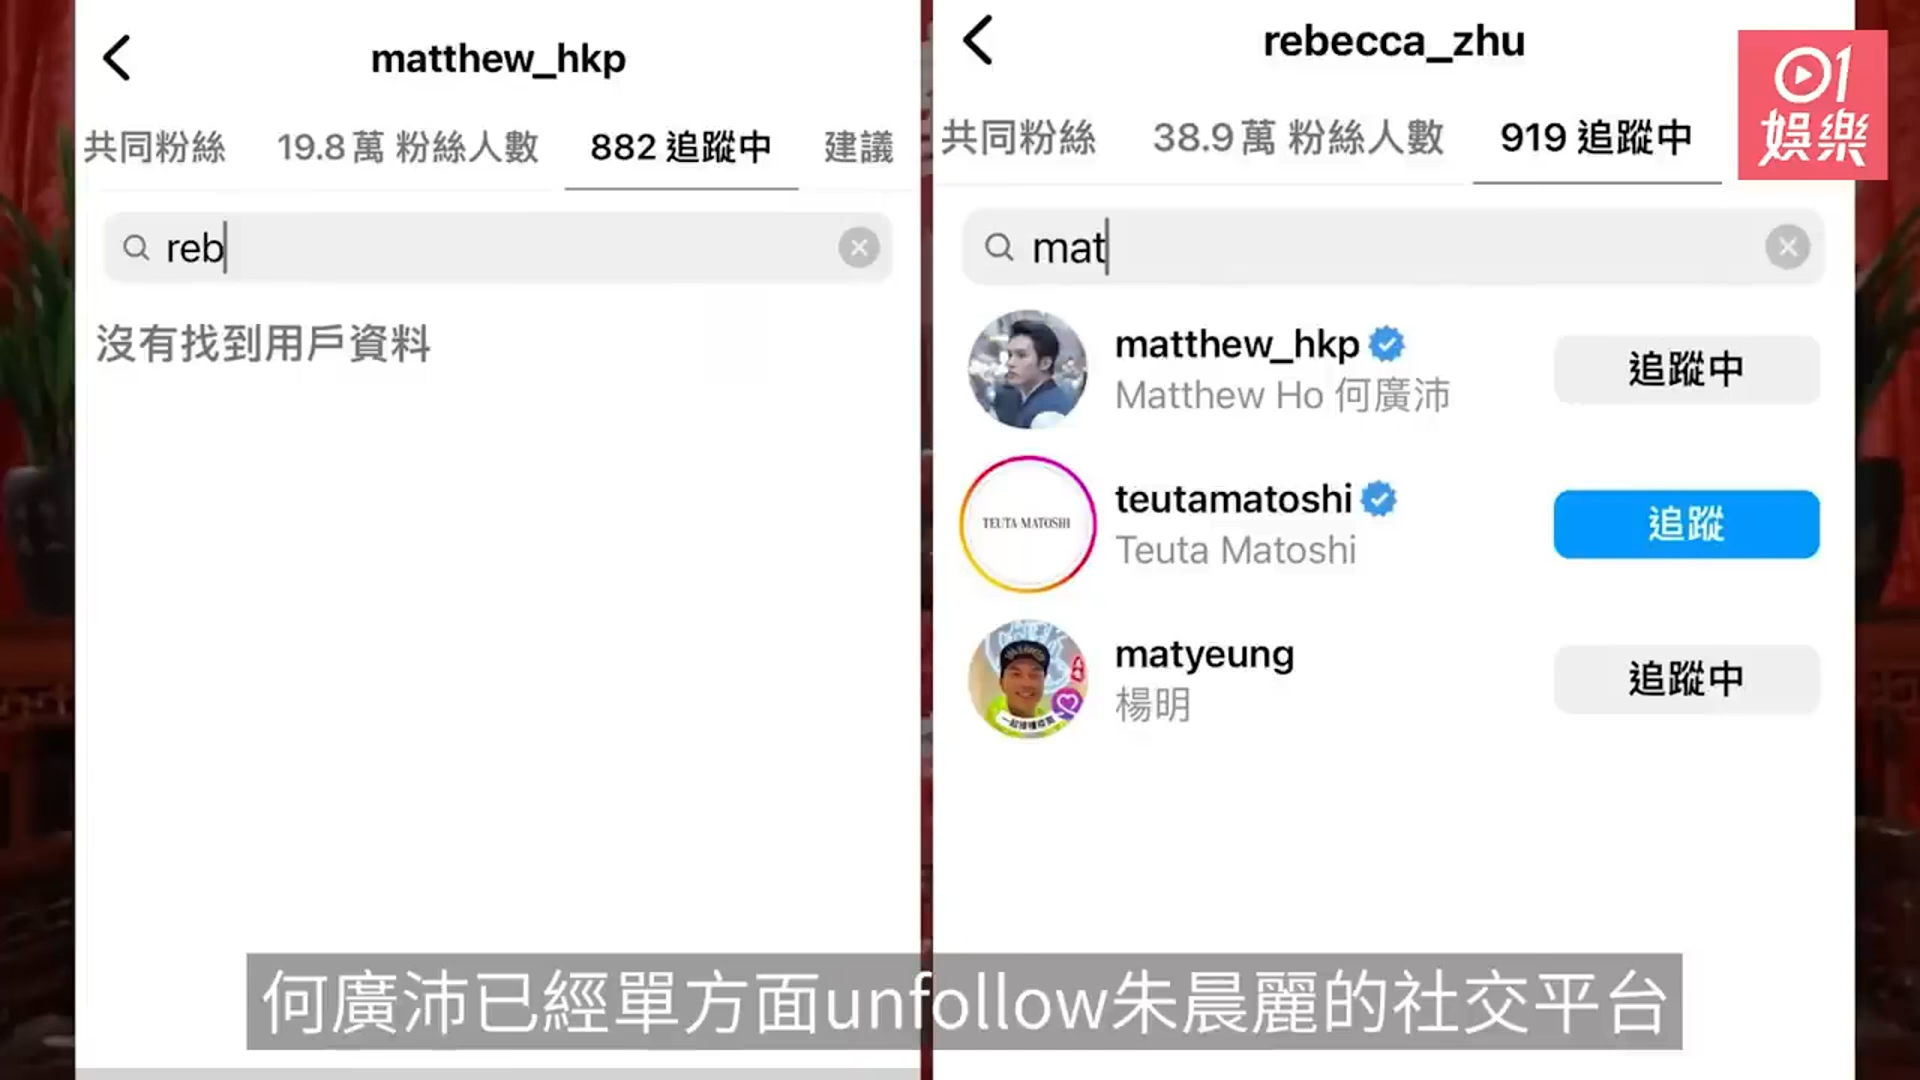 matthew_hkp
共同粉絲 19.8萬 粉絲人數 882 追蹤中 建議
reb
沒有找到用戶資料
rebecca_zhu
共同粉絲 38.9萬 粉絲人數 919 追蹤中
mat
matthew_hkp
Matthew Ho 何廣沛
追蹤中
TEUTA MATOSHI
teutamatoshi
Teuta Matoshi
追蹤
matyeung
楊明
追蹤中
01
娛樂
何廣沛已經單方面unfollow朱晨麗的社交平台